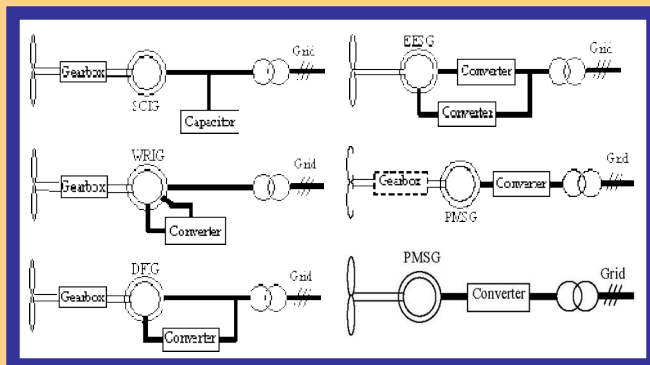 Grid
Gearbox
SCIG
Capacitor
WRIG
Grid
Gearbox
Converter
DFIG
Grid
Gearbox
Converter
EESG
Grid
Converter
Converter
Grid
Gearbox
Converter
PMSG
PMSG
Grid
Converter